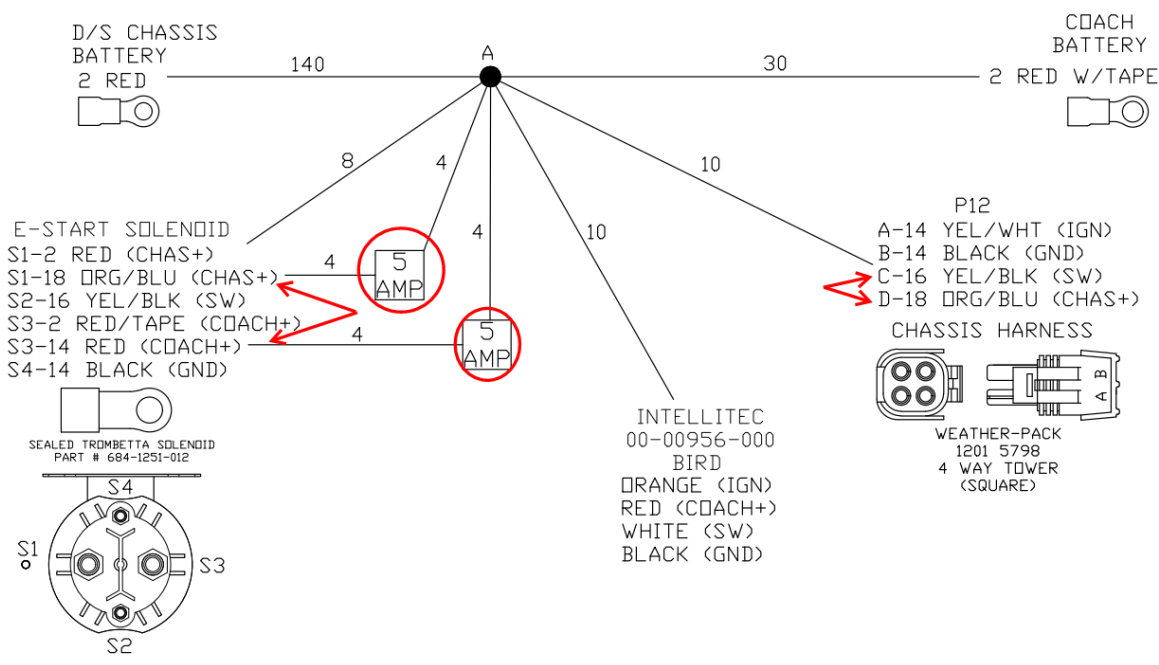 D/S CHASSIS
BATTERY
2 RED
140
A
30
COACH
BATTERY
2 RED W/TAPE
8
4
4
10
10
E-START SOLENOID
S1-2 RED (CHAS+)
S1-18 ORG/BLU (CHAS+)
S2-16 YEL/BLK (SW)
S3-2 RED/TAPE (COACH+)
S3-14 RED (COACH+)
S4-14 BLACK (GND)
4
5
AMP
4
5
AMP
P12
A-14 YEL/WHT (IGN)
B-14 BLACK (GND)
C-16 YEL/BLK (SW)
D-18 ORG/BLU (CHAS+)
CHASSIS HARNESS
B
A
WEATHER-PACK
1201 5798
4 WAY TOWER
(SQUARE)
INTELLITEC
00-00956-000
BIRD
ORANGE (IGN)
RED (COACH+)
WHITE (SW)
BLACK (GND)
SEALED TROMBETTA SOLENOID
PART # 684-1251-012
S4
S1
S3
S2